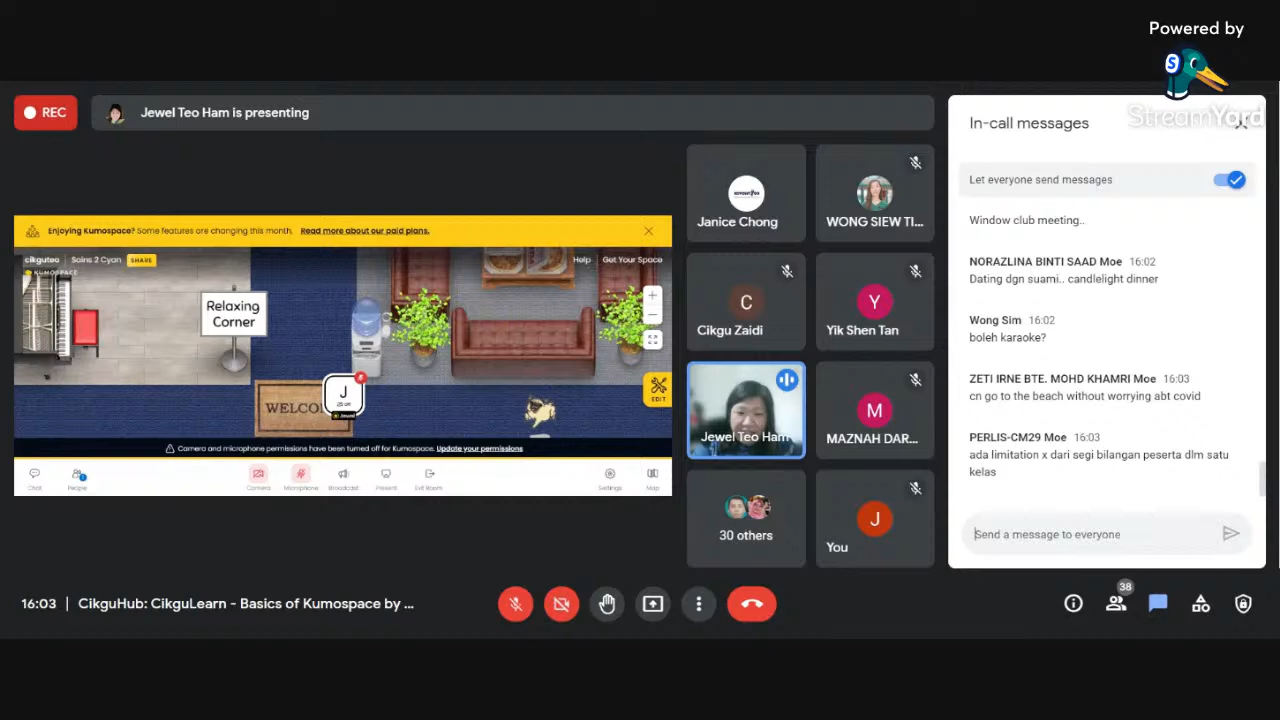 Powered by
S
StreamYard
REC
Jewel Teo Ham is presenting
In-call messages
Let everyone send messages
Window club meeting..
NORAZLINA BINTI SAAD Moe 16:02
Dating dgn suami.. candlelight dinner
Wong Sim 16:02
boleh karaoke?
ZETI IRNE BTE. MOHD KHAMRI Moe 16:03
cn go to the beach without worrying abt covid
PERLIS-CM29 Moe 16:03
ada limitation x dari segi bilangan peserta dlm satu
kelas
Send a message to everyone
Enjoying Kumospace? Some features are changing this month. Read more about our paid plans.
cikguteo Sains 2 Cyan SHARE
KUMOSPACE
Help Get Your Space
Relaxing
Corner
J
WELCO
Jewel
EDIT
Camera and microphone permissions have been turned off for Kumospace. Update your permissions
Chat People Camera Microphone Broadcast Present Exit Room Settings Map
Janice Chong
WONG SIEW TI...
C
Cikgu Zaidi
Y
Yik Shen Tan
Jewel Teo Ham
M
MAZNAH DAR...
30 others
J
You
16:03 | CikguHub: CikguLearn - Basics of Kumospace by ...
38